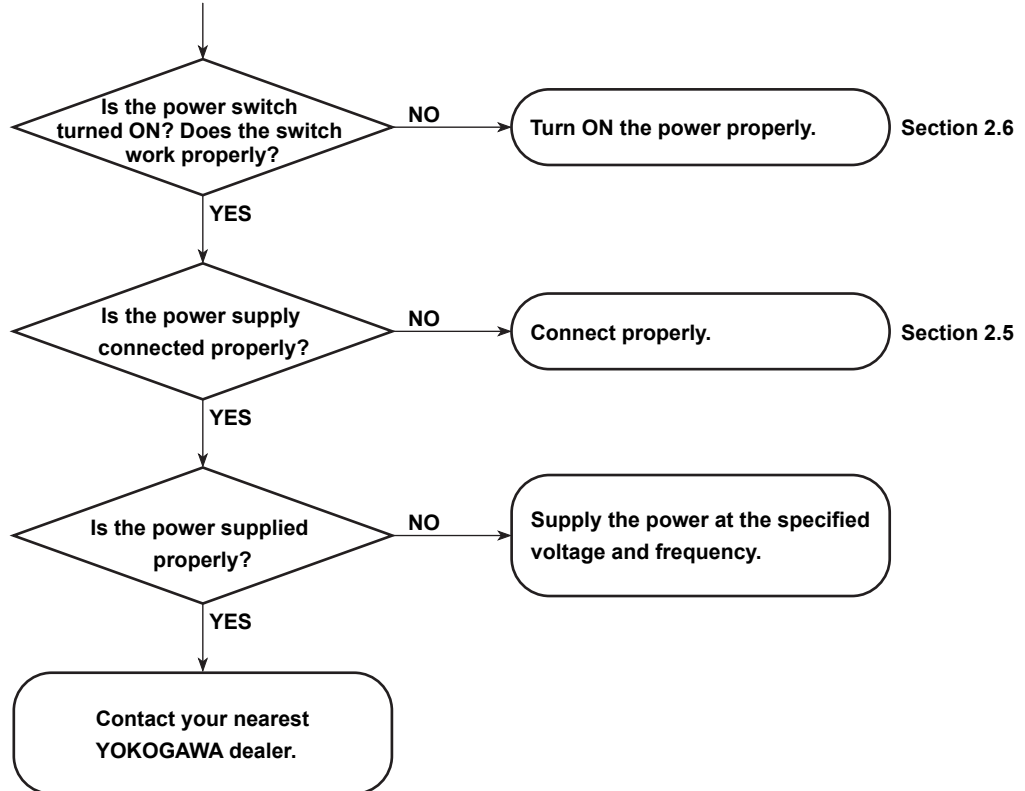 Is the power switch
turned ON? Does the switch
work properly?
NO
Turn ON the power properly.
Section 2.6
YES
Is the power supply
connected properly?
NO
Connect properly.
Section 2.5
YES
Is the power supplied
properly?
NO
Supply the power at the specified
voltage and frequency.
YES
Contact your nearest
YOKOGAWA dealer.